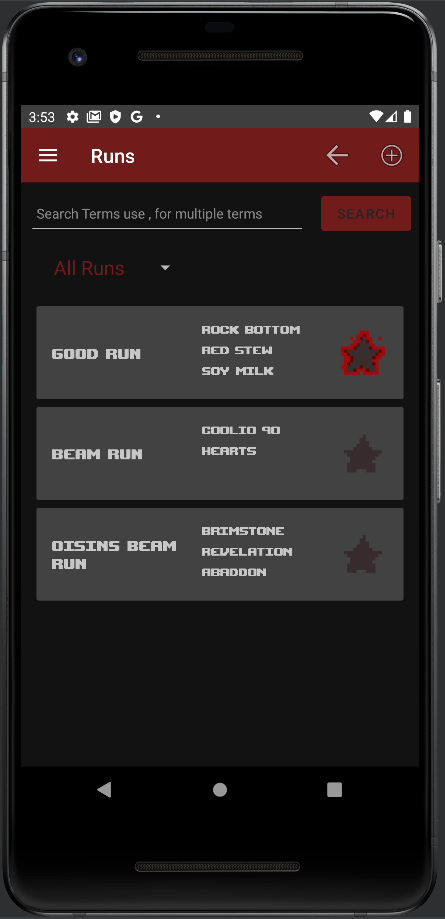 3:53
Runs
Search Terms use , for multiple terms
SEARCH
All Runs
GOOD RUN
ROCK BOTTOM
RED STEW
SOY MILK
BEAM RUN
COOLIO 90
HEARTS
OISINS BEAM
RUN
BRIMSTONE
REVELATION
ABADDON